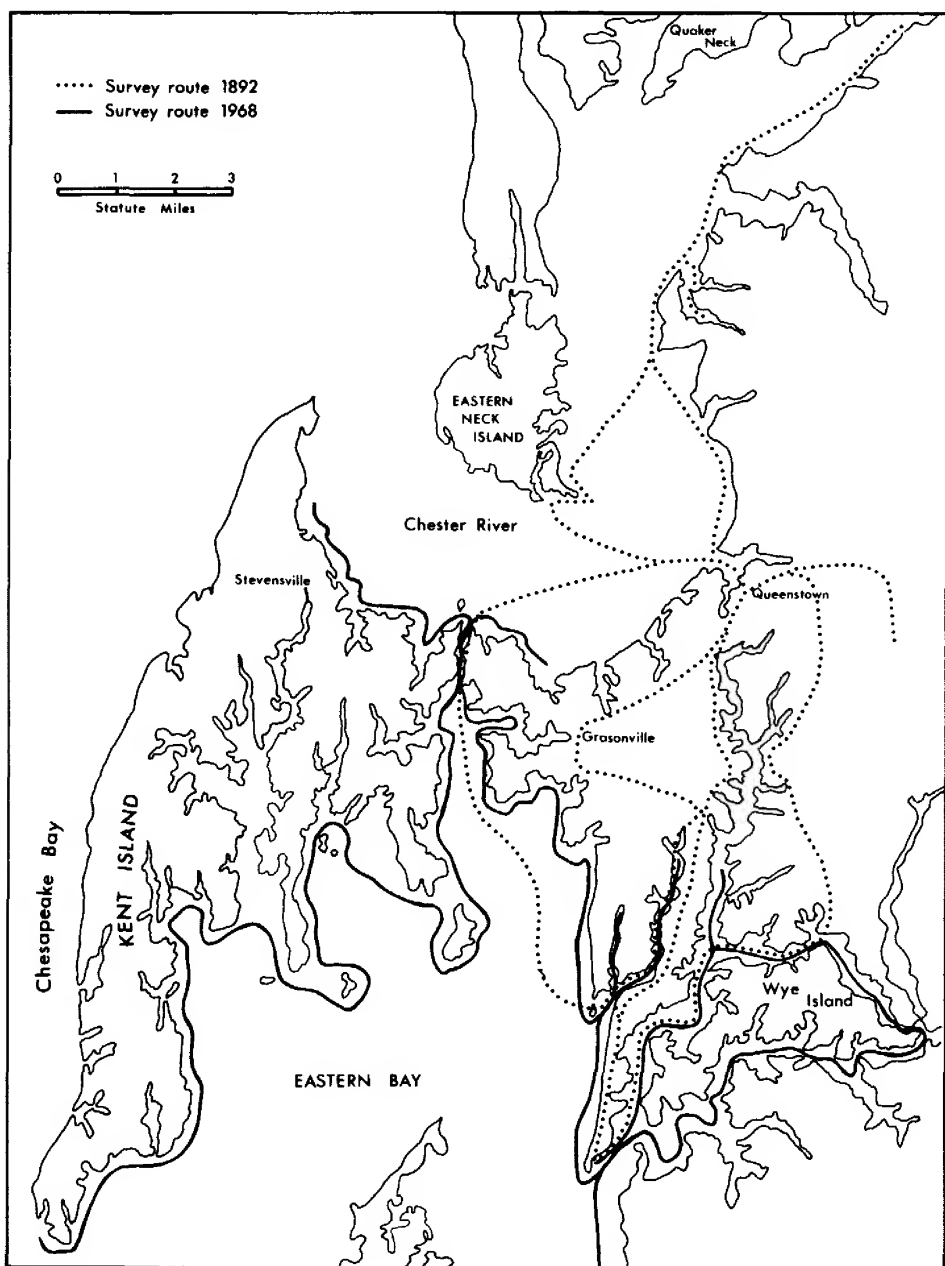 Quaker
Neck
Survey route 1892
Survey route 1968
0 1 2 3
Statute Miles
EASTERN
NECK
ISLAND
Chester River
Stevensville
Queenstown
Grasonville
Chesapeake Bay
KENT ISLAND
Wye
Island
EASTERN BAY